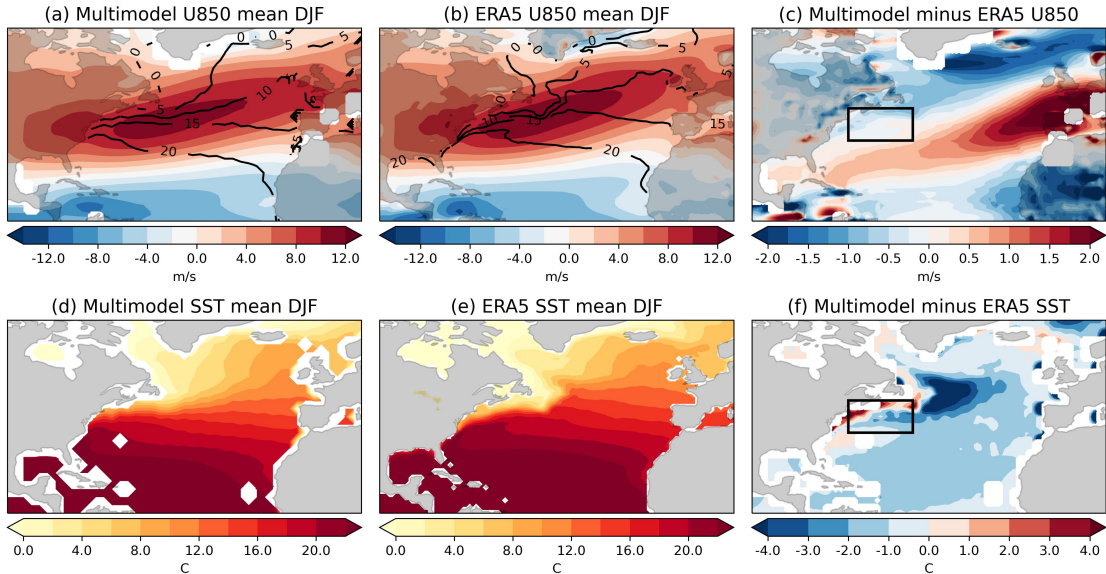 (a) Multimodel U850 mean DJF
(b) ERA5 U850 mean DJF
(c) Multimodel minus ERA5 U850
0 0 5 0 5 5 10 15 20
0 0 5 5 10 15 15 20 20
-12.0 -8.0 -4.0 0.0 4.0 8.0 12.0
m/s
-12.0 -8.0 -4.0 0.0 4.0 8.0 12.0
m/s
-2.0 -1.5 -1.0 -0.5 0.0 0.5 1.0 1.5 2.0
m/s
(d) Multimodel SST mean DJF
(e) ERA5 SST mean DJF
(f) Multimodel minus ERA5 SST
0.0 4.0 8.0 12.0 16.0 20.0
C
0.0 4.0 8.0 12.0 16.0 20.0
C
-4.0 -3.0 -2.0 -1.0 0.0 1.0 2.0 3.0 4.0
C